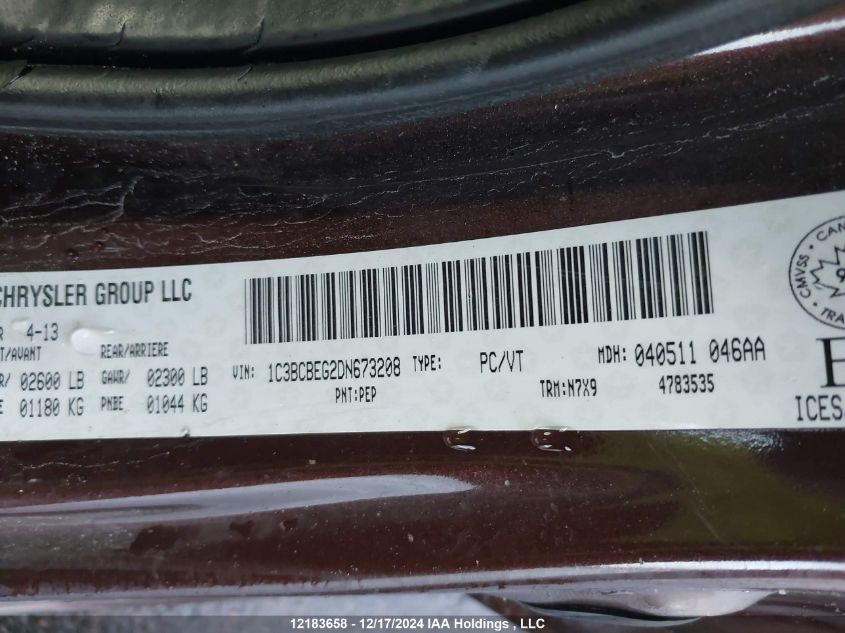 CHRYSLER GROUP LLC
R 4-13
T/AVANT REAR/ARRIERE
R/ 02600 LB GAWR/ 02300 LB
E 01180 KG PNBE 01044 KG
VIN: 1C3BCBEG2DN673208 TYPE: PC/VT MDH: 040511 046AA
PNT:PEP TRM:N7X9 4783535
CMVSS
TRA
ICES
12183658 - 12/17/2024 IAA Holdings , LLC